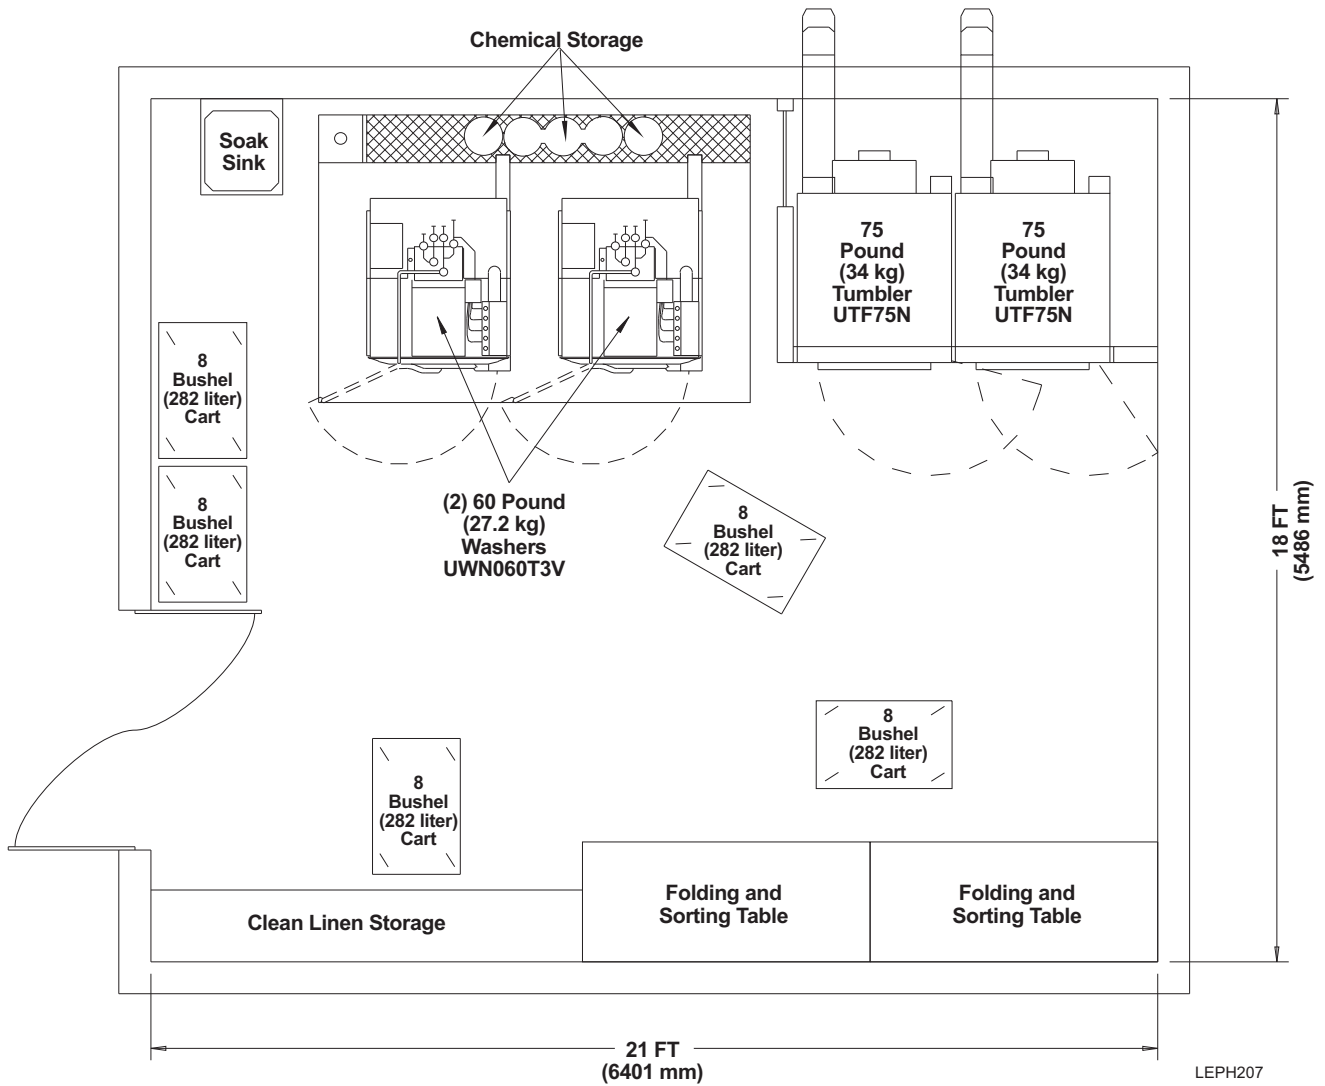 Chemical Storage
Soak
Sink
75
Pound
(34 kg)
Tumbler
UTF75N
75
Pound
(34 kg)
Tumbler
UTF75N
8
Bushel
(282 liter)
Cart
8
Bushel
(282 liter)
Cart
(2) 60 Pound
(27.2 kg)
Washers
UWN060T3V
8
Bushel
(282 liter)
Cart
18 FT
(5486 mm)
8
Bushel
(282 liter)
Cart
8
Bushel
(282 liter)
Cart
Clean Linen Storage
Folding and
Sorting Table
Folding and
Sorting Table
21 FT
(6401 mm)
LEPH207